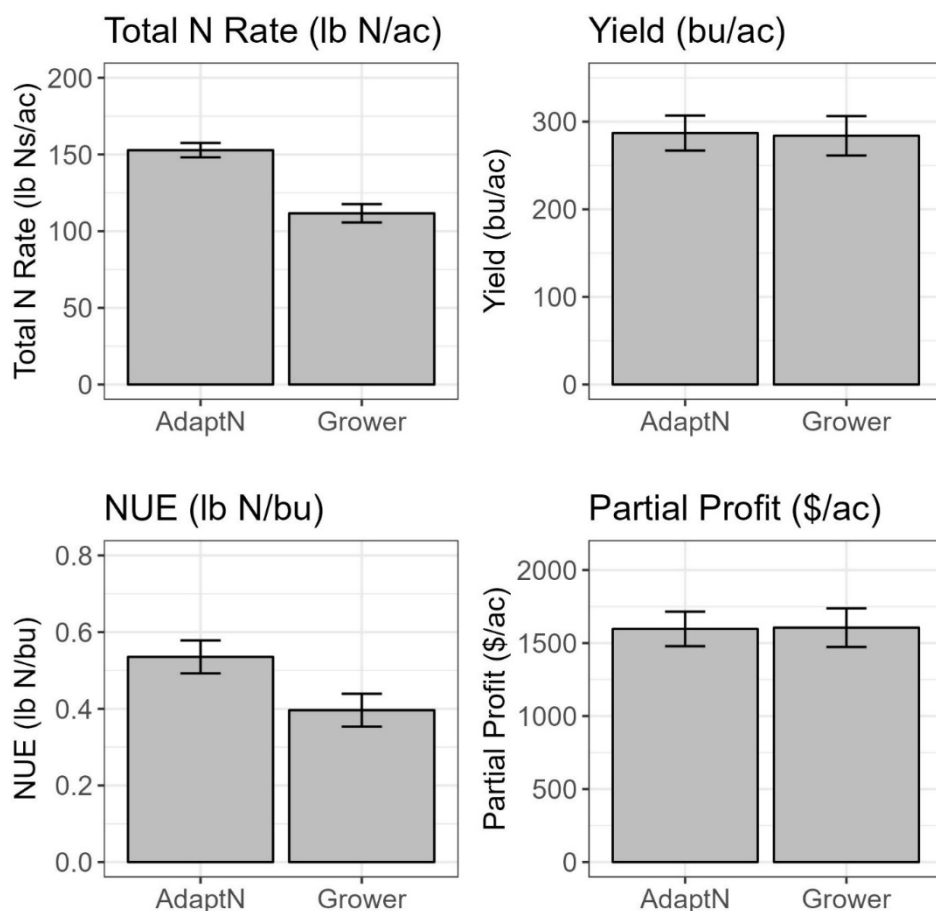 Total N Rate (lb N/ac)
Total N Rate (lb Ns/ac)
200
150
100
50
0
AdaptN Grower
Yield (bu/ac)
Yield (bu/ac)
300
200
100
0
AdaptN Grower
NUE (lb N/bu)
NUE (lb N/bu)
0.8
0.6
0.4
0.2
0.0
AdaptN Grower
Partial Profit ($/ac)
Partial Profit ($/ac)
2000
1500
1000
500
0
AdaptN Grower